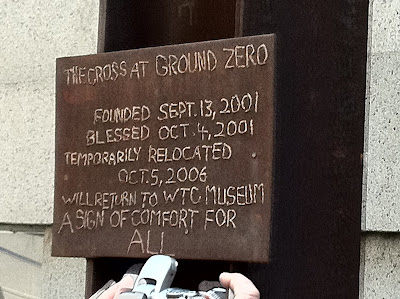 THE CROSS AT GROUND ZERO
FOUNDED SEPT. 13, 2001
BLESSED OCT. 4, 2001
TEMPORARILY RELOCATED
OCT. 5, 2006
WILL RETURN TO WTC MUSEUM
A SIGN OF COMFORT FOR
ALL